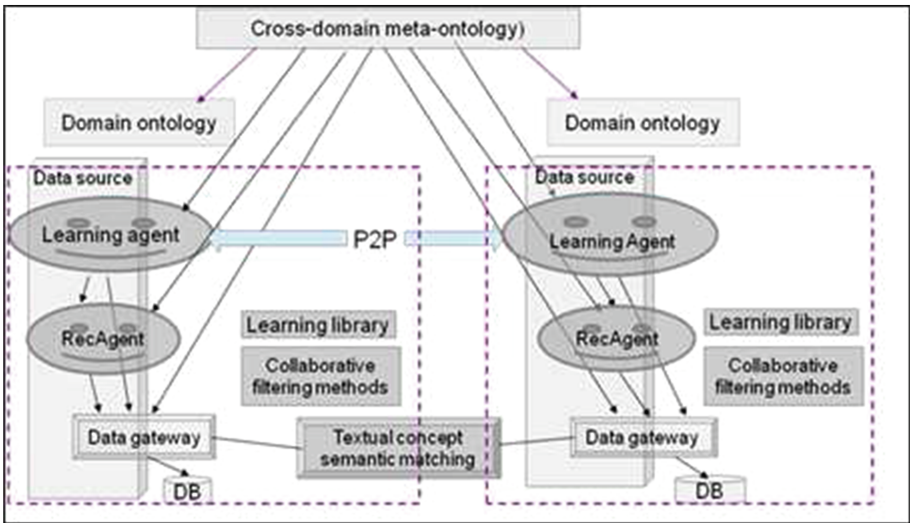 Cross-domain meta-ontology)
Domain ontology
Domain ontology
Data source
Data source
Learning agent
P2P
Learning Agent
RecAgent
Learning library
Collaborative
filtering methods
RecAgent
Learning library
Collaborative
filtering methods
Data gateway
Textual concept
semantic matching
Data gateway
DB
DB